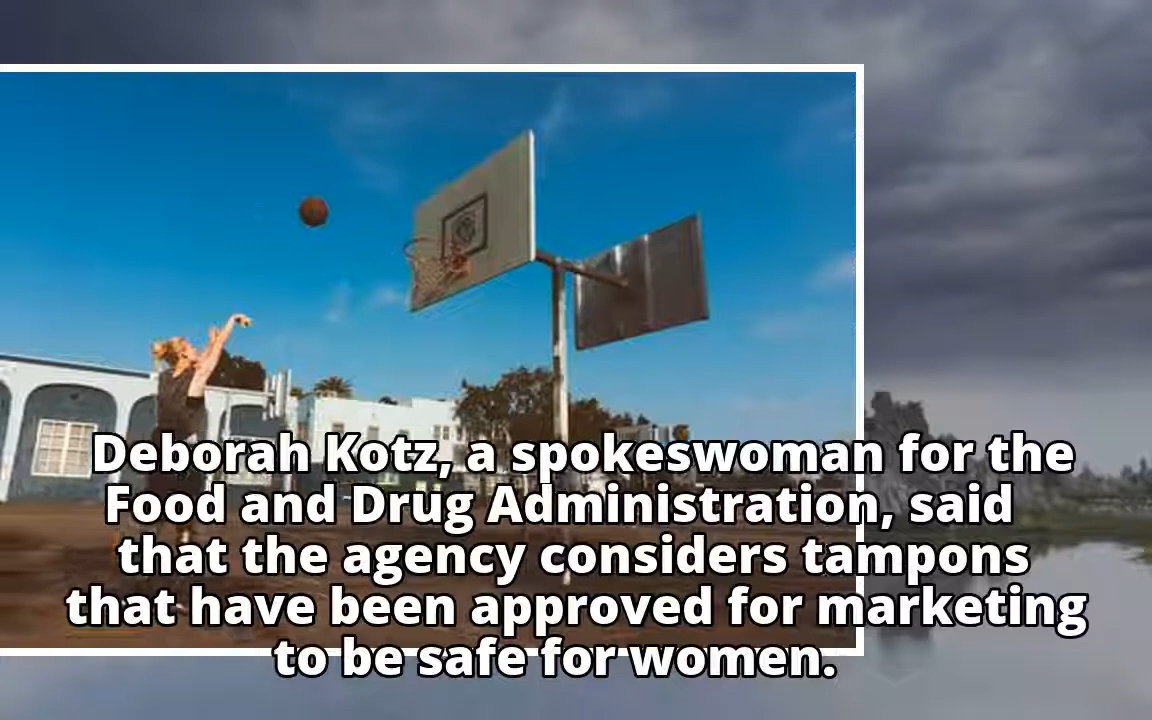 Deborah Kotz, a spokeswoman for the
Food and Drug Administration, said
that the agency considers tampons
that have been approved for marketing
to be safe for women.